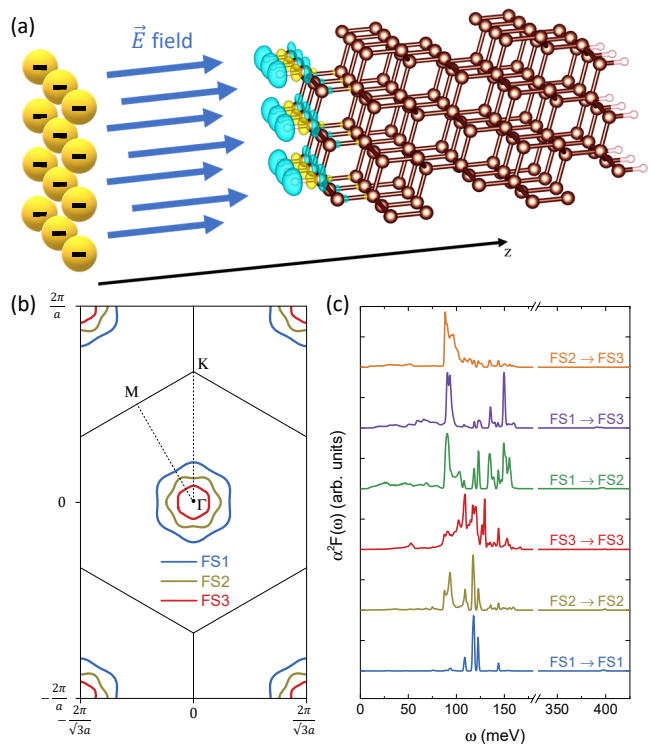 (a)
E⃗ field
z
(b)
(c)
2π/a
M
K
0
Γ
FS1
FS2
FS3
−2π/a
−2π/√3a
0
2π/√3a
α²F(ω) (arb. units)
FS2 → FS3
FS1 → FS3
FS1 → FS2
FS3 → FS3
FS2 → FS2
FS1 → FS1
0 50 100 150 350 400
ω (meV)